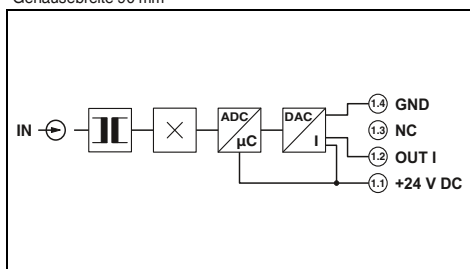 Gehäusebreite 90 mm
IN
ADC
µC
DAC
I
1.4 GND
1.3 NC
1.2 OUT I
1.1 +24 V DC